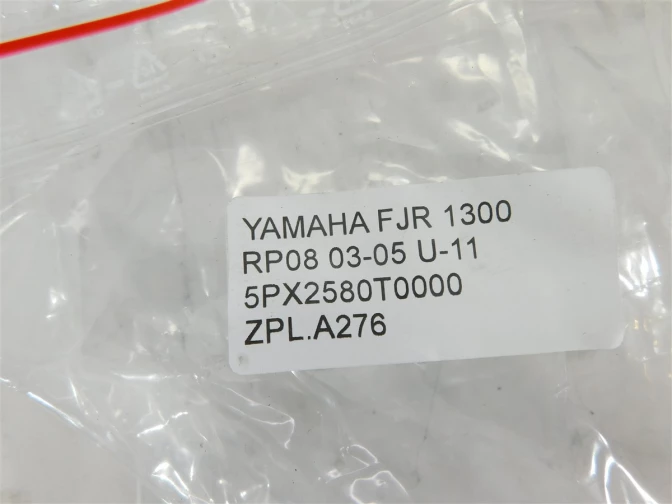 YAMAHA FJR 1300
RP08 03-05 U-11
5PX2580T0000
ZPL.A276